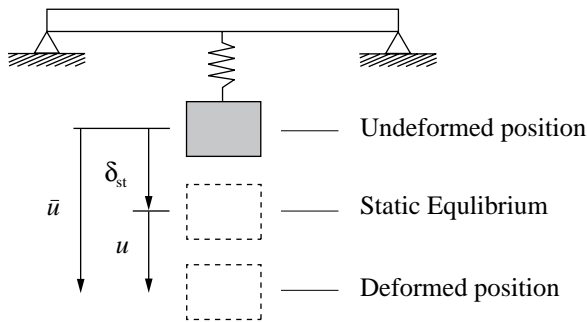 Undeformed position
δst
ū
Static Equlibrium
u
Deformed position